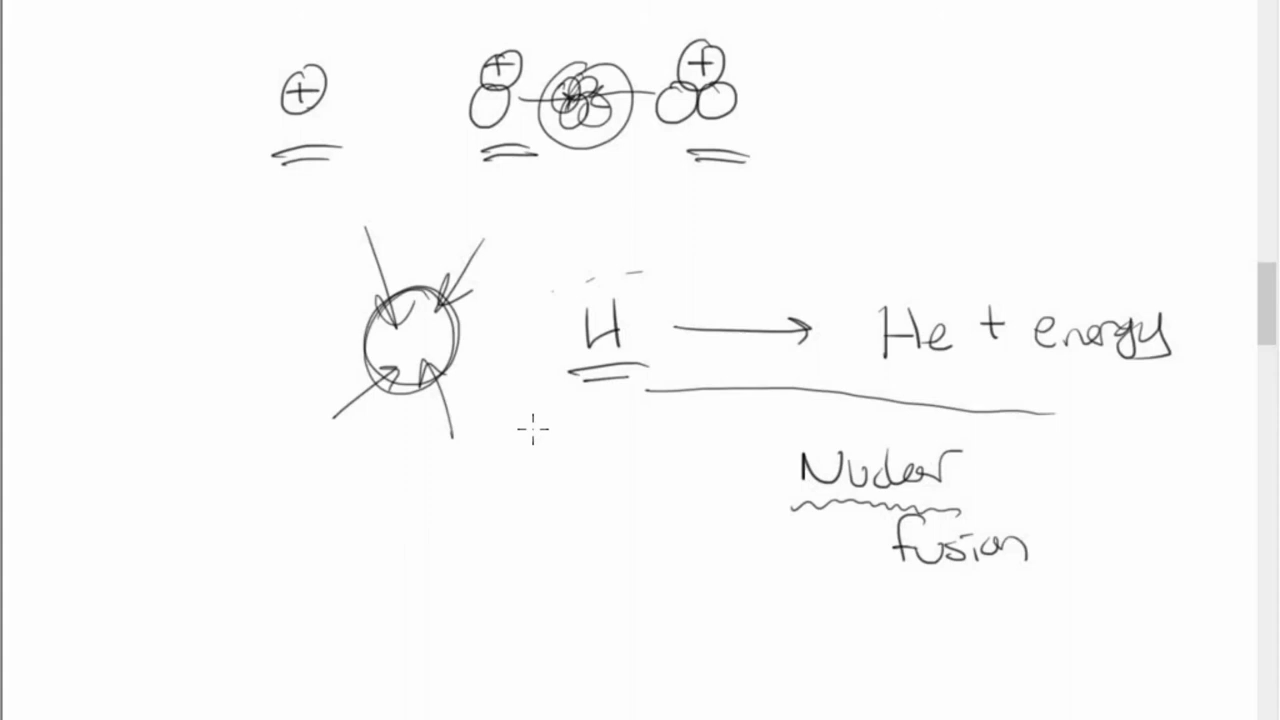 + + +
H → He + energy
Nuclear
fusion